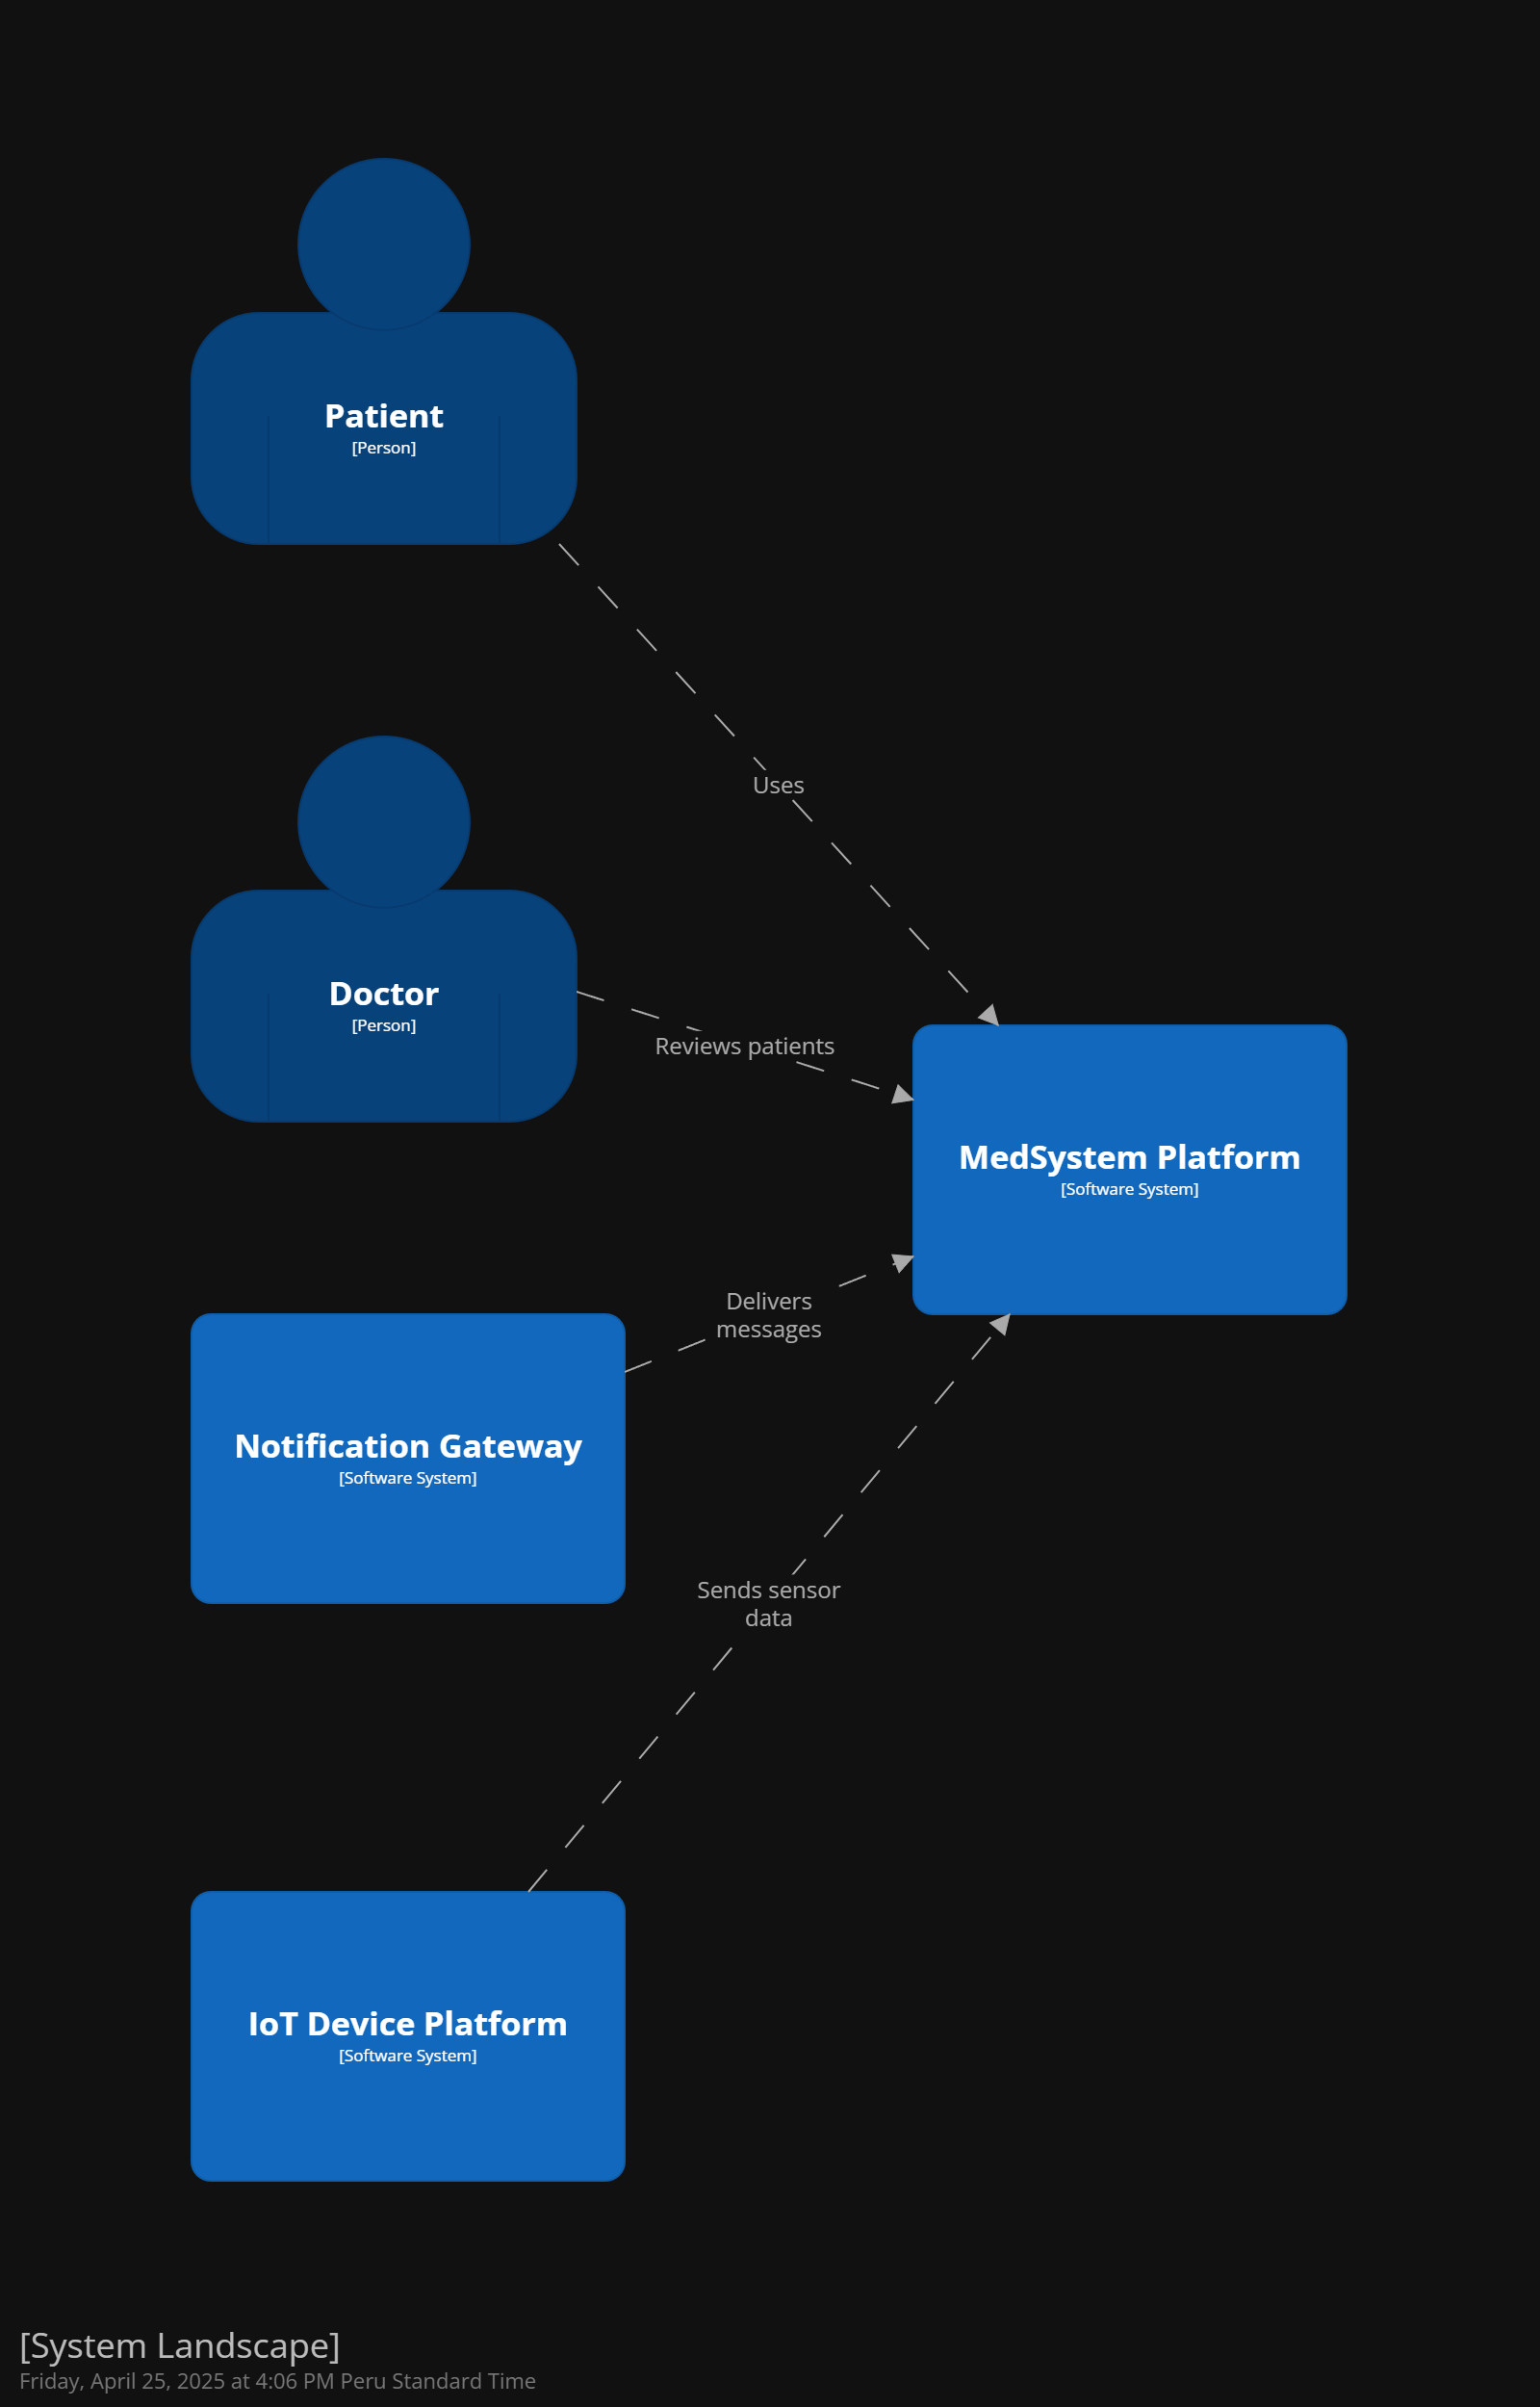 Patient
[Person]
Uses
Doctor
[Person]
Reviews patients
MedSystem Platform
[Software System]
Delivers
messages
Notification Gateway
[Software System]
Sends sensor
data
IoT Device Platform
[Software System]
[System Landscape]
Friday, April 25, 2025 at 4:06 PM Peru Standard Time